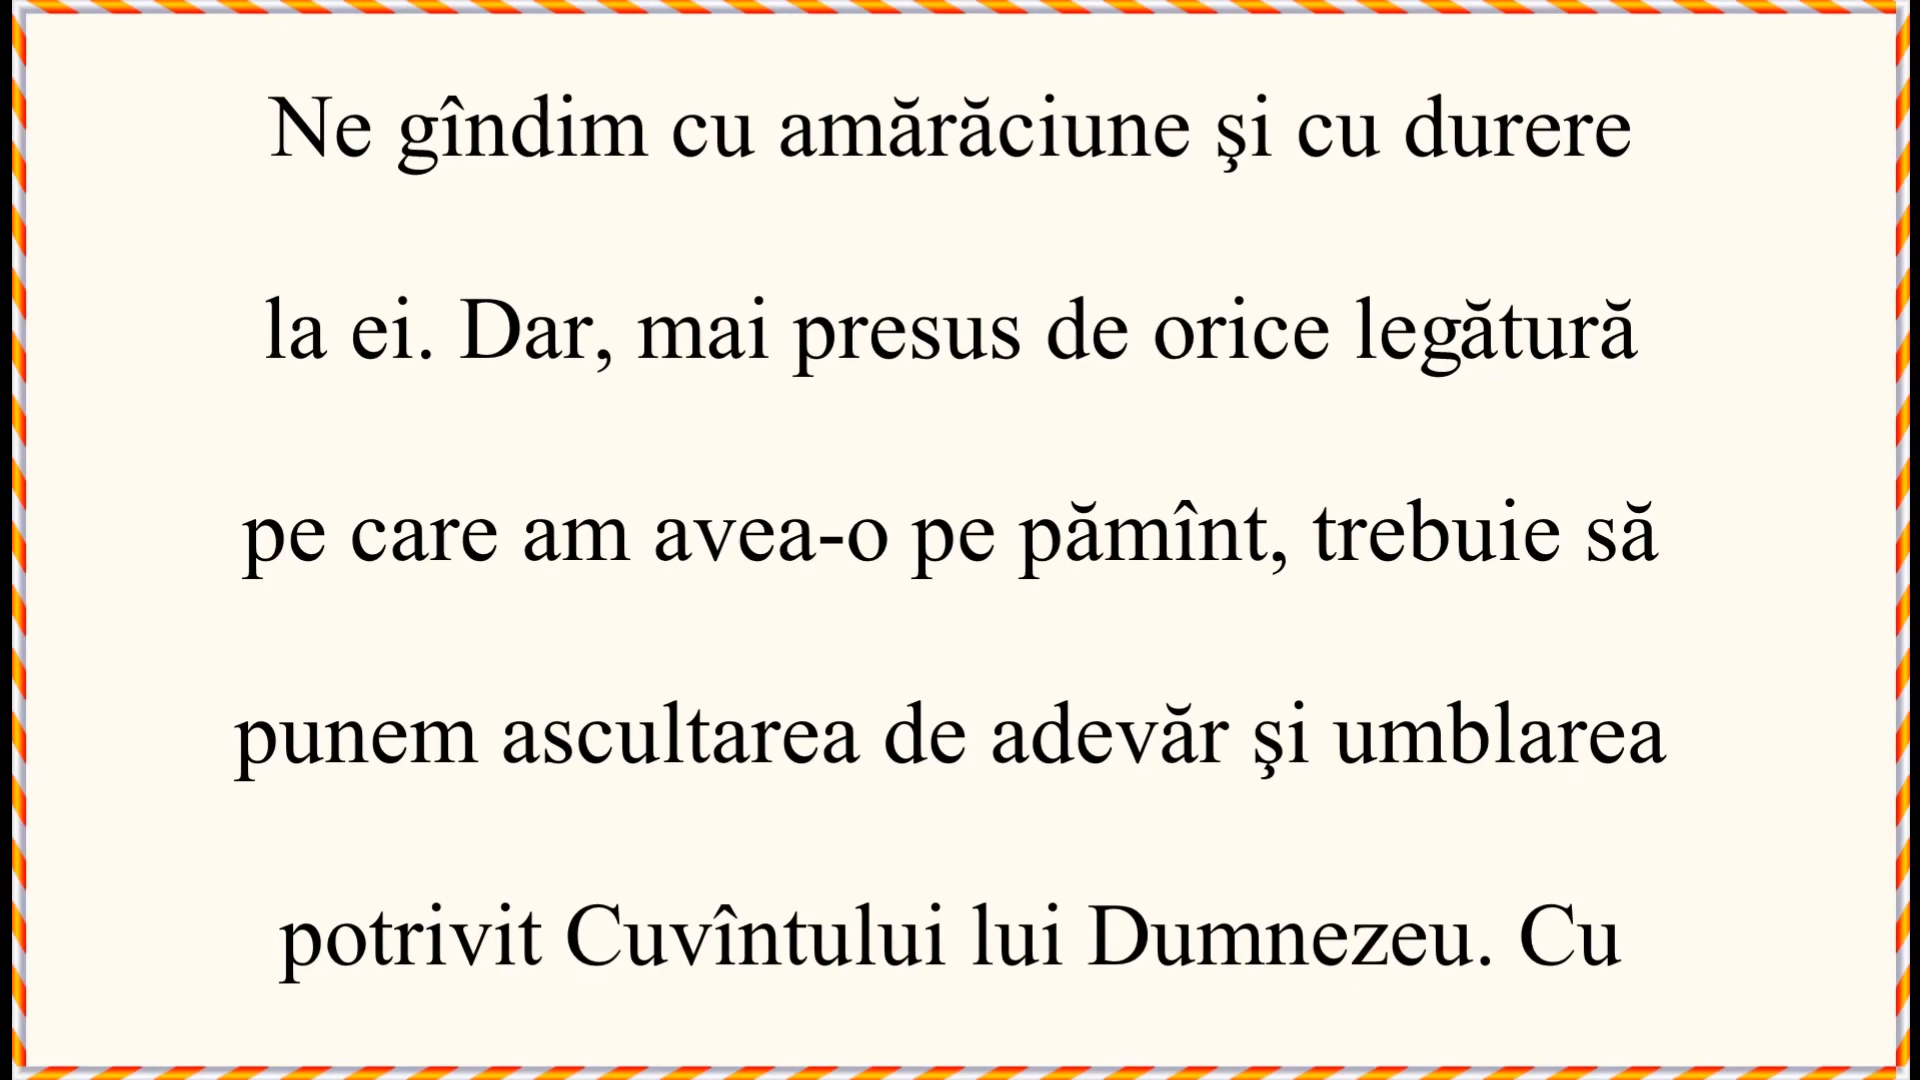 Ne gîndim cu amărăciune şi cu durere
la ei. Dar, mai presus de orice legătură
pe care am avea-o pe pămînt, trebuie să
punem ascultarea de adevăr şi umblarea
potrivit Cuvîntului lui Dumnezeu. Cu